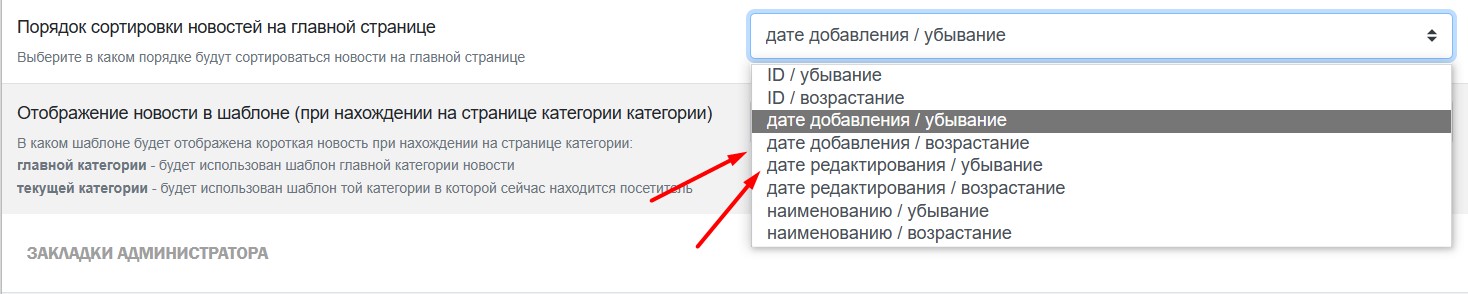 Порядок сортировки новостей на главной странице
Выберите в каком порядке будут сортироваться новости на главной странице
дате добавления / убывание
ID / убывание
ID / возрастание
дате добавления / убывание
дате добавления / возрастание
дате редактирования / убывание
дате редактирования / возрастание
наименованию / убывание
наименованию / возрастание
Отображение новости в шаблоне (при нахождении на странице категории категории)
В каком шаблоне будет отображена короткая новость при нахождении на странице категории:
главной категории - будет использован шаблон главной категории новости
текущей категории - будет использован шаблон той категории в которой сейчас находится посетитель
ЗАКЛАДКИ АДМИНИСТРАТОРА